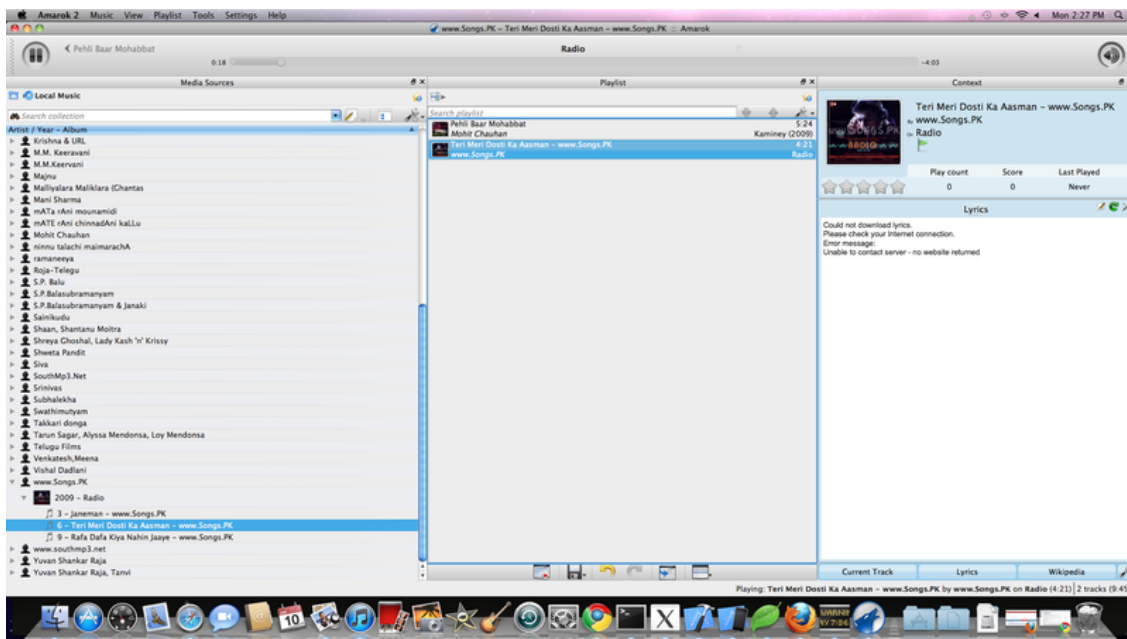 Amarok 2 Music View Playlist Tools Settings Help Mon 2:27 PM
www.Songs.PK – Teri Meri Dosti Ka Aasman – www.Songs.PK :: Amarok
Pehli Baar Mohabbat
Radio
0:18
-4:03
Media Sources
Playlist
Context
Local Music
Search collection
Search playlist
Artist / Year – Album
Krishna & URL
M.M. Keeravani
M.M.Keervani
Majnu
Malliyalara Maliklara (Chantas
Mani Sharma
mATa rAni mounamidi
mATE rAni chinnadAni kaLLu
Mohit Chauhan
ninnu talachi maimarachA
ramaneeya
Roja-Telegu
S.P. Balu
S.P.Balasubramanyam
S.P.Balasubramanyam & Janaki
Sainikudu
Shaan, Shantanu Moitra
Shreya Ghoshal, Lady Kash 'n' Krissy
Shweta Pandit
Siva
SouthMp3.Net
Srinivas
Subhalekha
Swathimutyam
Takkari donga
Tarun Sagar, Alyssa Mendonsa, Loy Mendonsa
Telugu Films
Venkatesh,Meena
Vishal Dadlani
www.Songs.PK
2009 – Radio
3 – Janeman – www.Songs.PK
6 – Teri Meri Dosti Ka Aasman – www.Songs.PK
9 – Rafa Dafa Kiya Nahin Jaaye – www.Songs.PK
www.southmp3.net
Yuvan Shankar Raja
Yuvan Shankar Raja, Tanvi
Pehli Baar Mohabbat 5:24
Mohit Chauhan Kaminey (2009)
Teri Meri Dosti Ka Aasman – www.Songs.PK 4:21
www.Songs.PK Radio
Teri Meri Dosti Ka Aasman – www.Songs.PK
by www.Songs.PK
on Radio
RADIO
Play count Score Last Played
0 0 Never
Lyrics
Could not download lyrics.
Please check your Internet connection.
Error message:
Unable to contact server - no website returned
Current Track Lyrics Wikipedia
Playing: Teri Meri Dosti Ka Aasman – www.Songs.PK by www.Songs.PK on Radio (4:21) 2 tracks (9:45
10